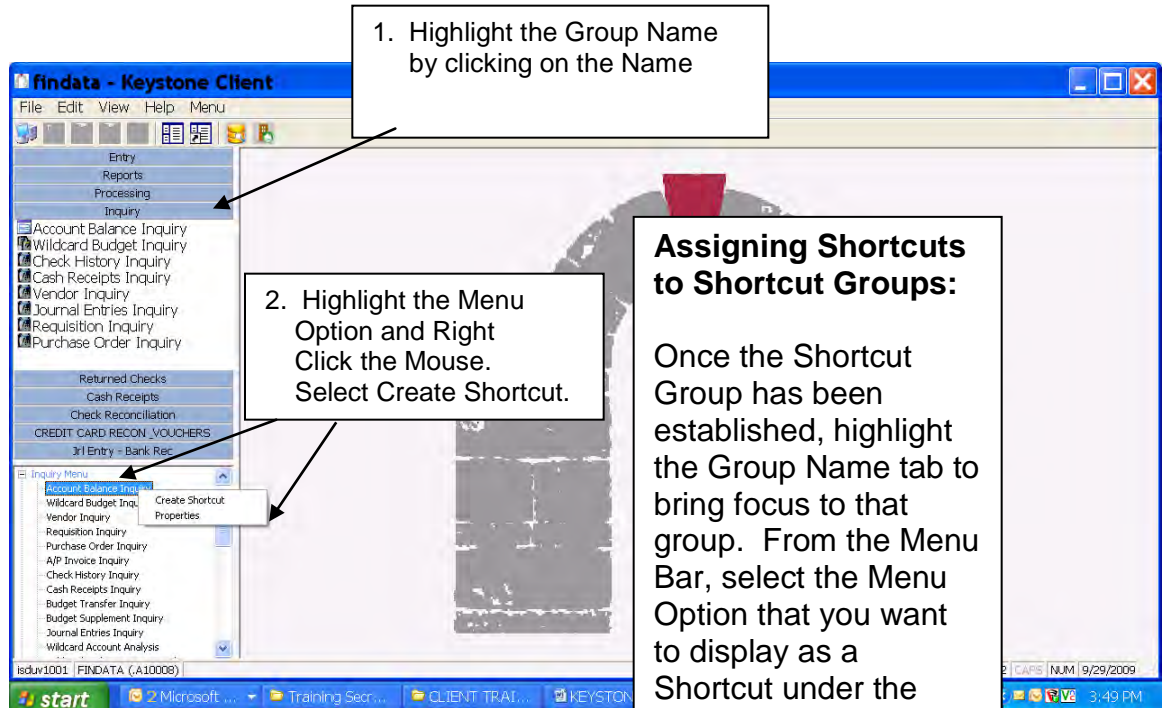 1. Highlight the Group Name
by clicking on the Name
findata - Keystone Client
File Edit View Help Menu
Entry
Reports
Processing
Inquiry
Account Balance Inquiry
Wildcard Budget Inquiry
Check History Inquiry
Cash Receipts Inquiry
Vendor Inquiry
Journal Entries Inquiry
Requisition Inquiry
Purchase Order Inquiry
Returned Checks
Cash Receipts
Check Reconciliation
CREDIT CARD RECON_VOUCHERS
Jrl Entry - Bank Rec
2. Highlight the Menu
Option and Right
Click the Mouse.
Select Create Shortcut.
Inquiry Menu
Account Balance Inquiry
Wildcard Budget Inqu
Create Shortcut
Properties
Vendor Inquiry
Requisition Inquiry
Purchase Order Inquiry
A/P Invoice Inquiry
Check History Inquiry
Cash Receipts Inquiry
Budget Transfer Inquiry
Budget Supplement Inquiry
Journal Entries Inquiry
Wildcard Account Analysis
Assigning Shortcuts
to Shortcut Groups:
Once the Shortcut
Group has been
established, highlight
the Group Name tab to
bring focus to that
group. From the Menu
Bar, select the Menu
Option that you want
to display as a
Shortcut under the
isduv1001 FINDATA (.A10008)
2 CAPS NUM 9/29/2009
start 2 Microsoft ... Training Secr... CLIENT TRAI... KEYSTON 3:49 PM